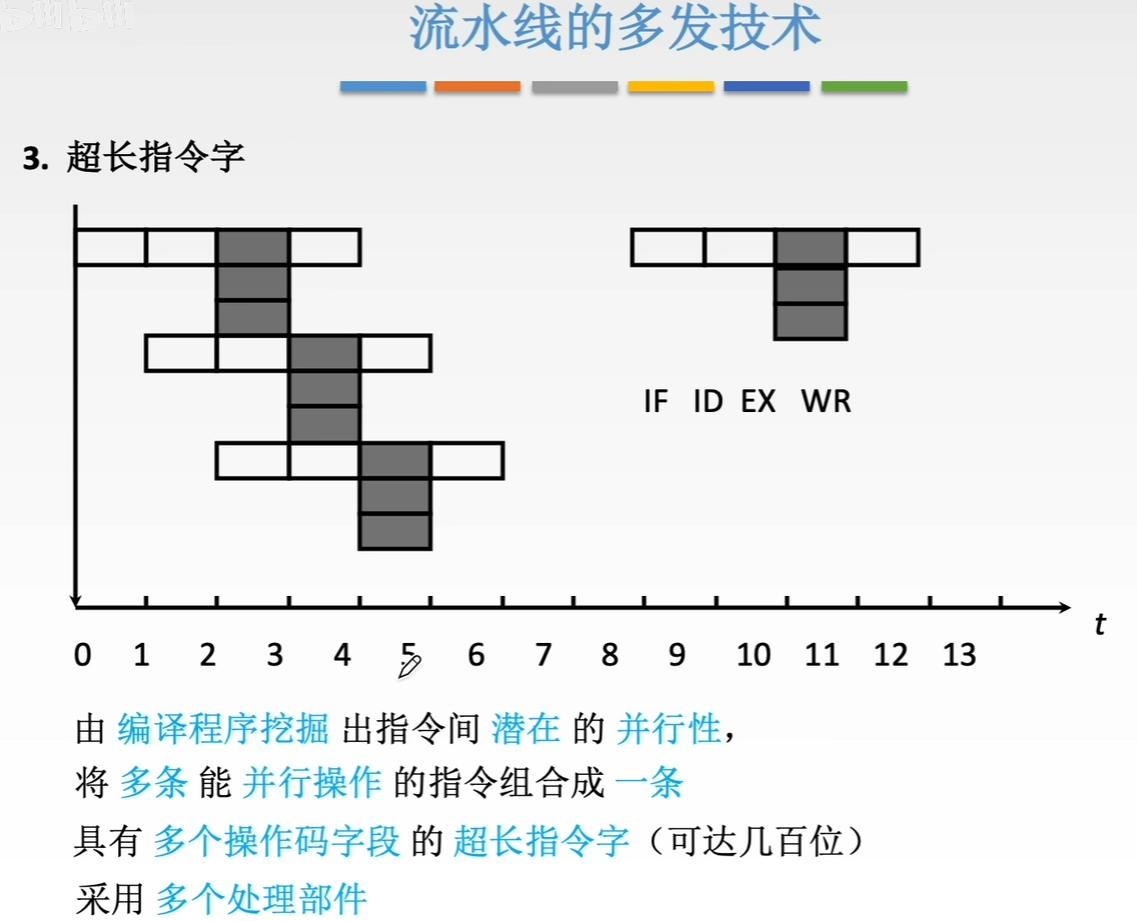 流水线的多发技术
3. 超长指令字
IF ID EX WR
t
0 1 2 3 4 5 6 7 8 9 10 11 12 13
由 编译程序挖掘 出指令间 潜在 的 并行性，
将 多条 能 并行操作 的指令组合成 一条
具有 多个操作码字段 的 超长指令字（可达几百位）
采用 多个处理部件